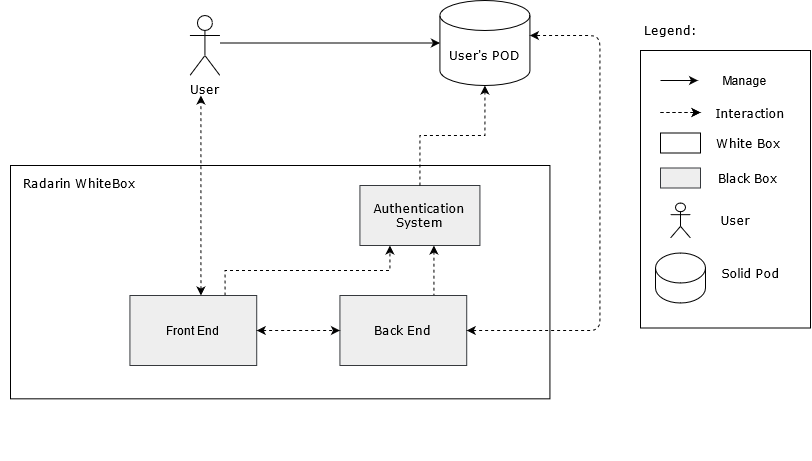 Legend:
User's POD
Manage
User
Interaction
White Box
Radarin WhiteBox
Black Box
Authentication
System
User
Solid Pod
Front End
Back End